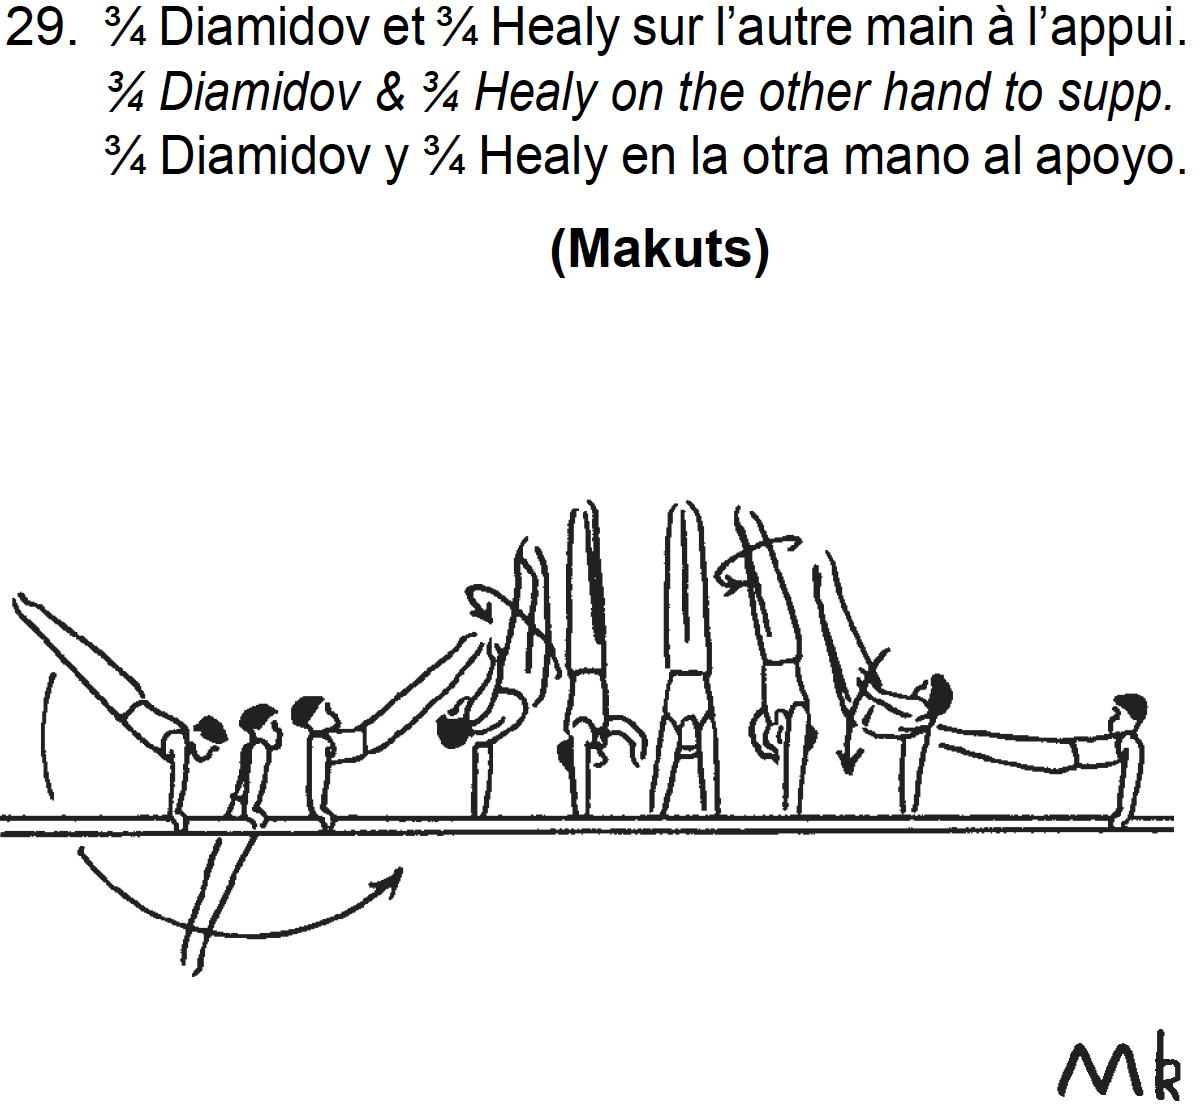 29. ¾ Diamidov et ¾ Healy sur l’autre main à l’appui.
¾ Diamidov & ¾ Healy on the other hand to supp.
¾ Diamidov y ¾ Healy en la otra mano al apoyo.
(Makuts)
Mk